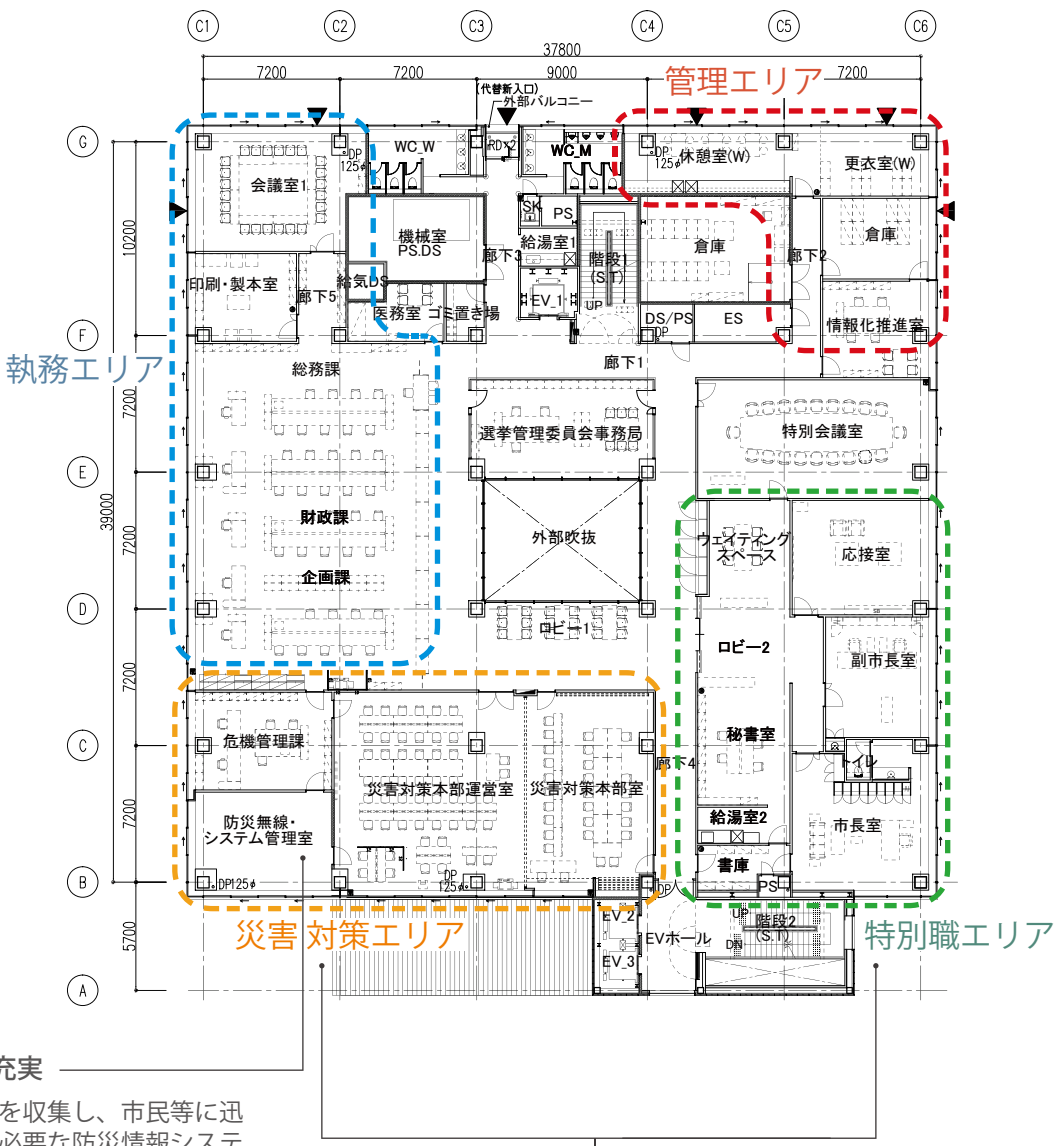 C1 C2 C3 C4 C5 C6
37800
7200 7200 9000 7200
管理エリア
(代替新入口)
外部バルコニー
G
WC_W
RDx2
WC_M
DP
125φ
DP
125φ
休憩室(W)
更衣室(W)
会議室1
SK
PS
10200
機械室
PS.DS
給湯室1
廊下3
階段1
(S.T)
倉庫
廊下2
倉庫
印刷・製本室
廊下5
給気DS
EV_1
UP
医務室
ゴミ置き場
DS/PS
ES
情報化推進室
F
DP
執務エリア
総務課
廊下1
7200
選挙管理委員会事務局
特別会議室
E
39000
財政課
7200
外部吹抜
ウェイティング
スペース
応接室
企画課
D
ロビー1
ロビー2
副市長室
7200
秘書室
C
危機管理課
廊下4
トイレ
災害対策本部運営室
災害対策本部室
7200
防災無線・
システム管理室
給湯室2
市長室
書庫
B
DP125φ
DP
125φ
DP
PS
EV_2
UP
階段2
(S.T)
災害 対策エリア
EVホール
特別職エリア
5700
DN
EV_3
A
充実
を収集し、市民等に迅
必要な防災情報システ